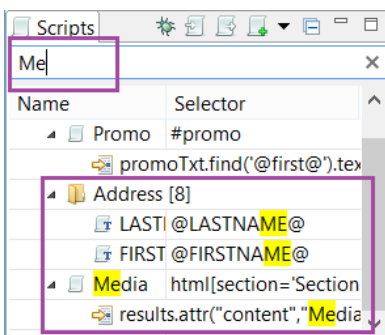 Scripts
Me
Name Selector
Promo #promo
promoTxt.find('@first@').tex
Address [8]
LASTI @LASTNAME@
FIRST @FIRSTNAME@
Media html[section='Section
results.attr("content","Media